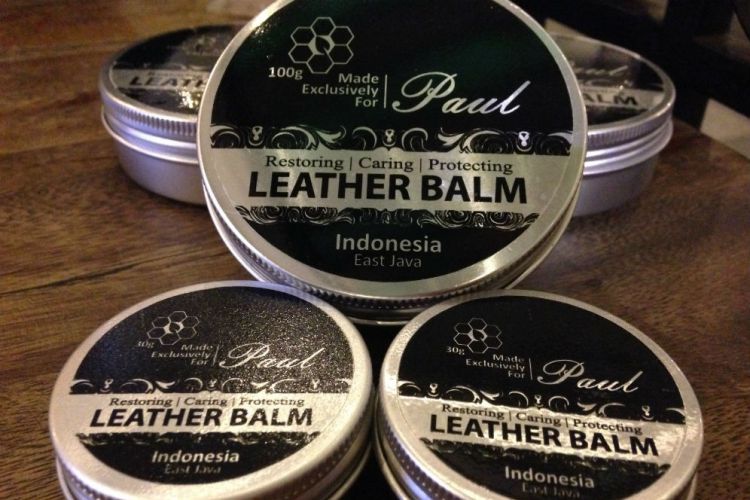 LEATHER
BALM
100g
Made
Exclusively
For
Paul
Restoring | Caring | Protecting
LEATHER BALM
Indonesia
East Java
30g
Made
Exclusively
For
Paul
Restoring | Caring | Protecting
LEATHER BALM
Indonesia
East Java
30g
Made
Exclusively
For
Paul
Restoring | Caring | Protecting
LEATHER BALM
Indonesia
East Java